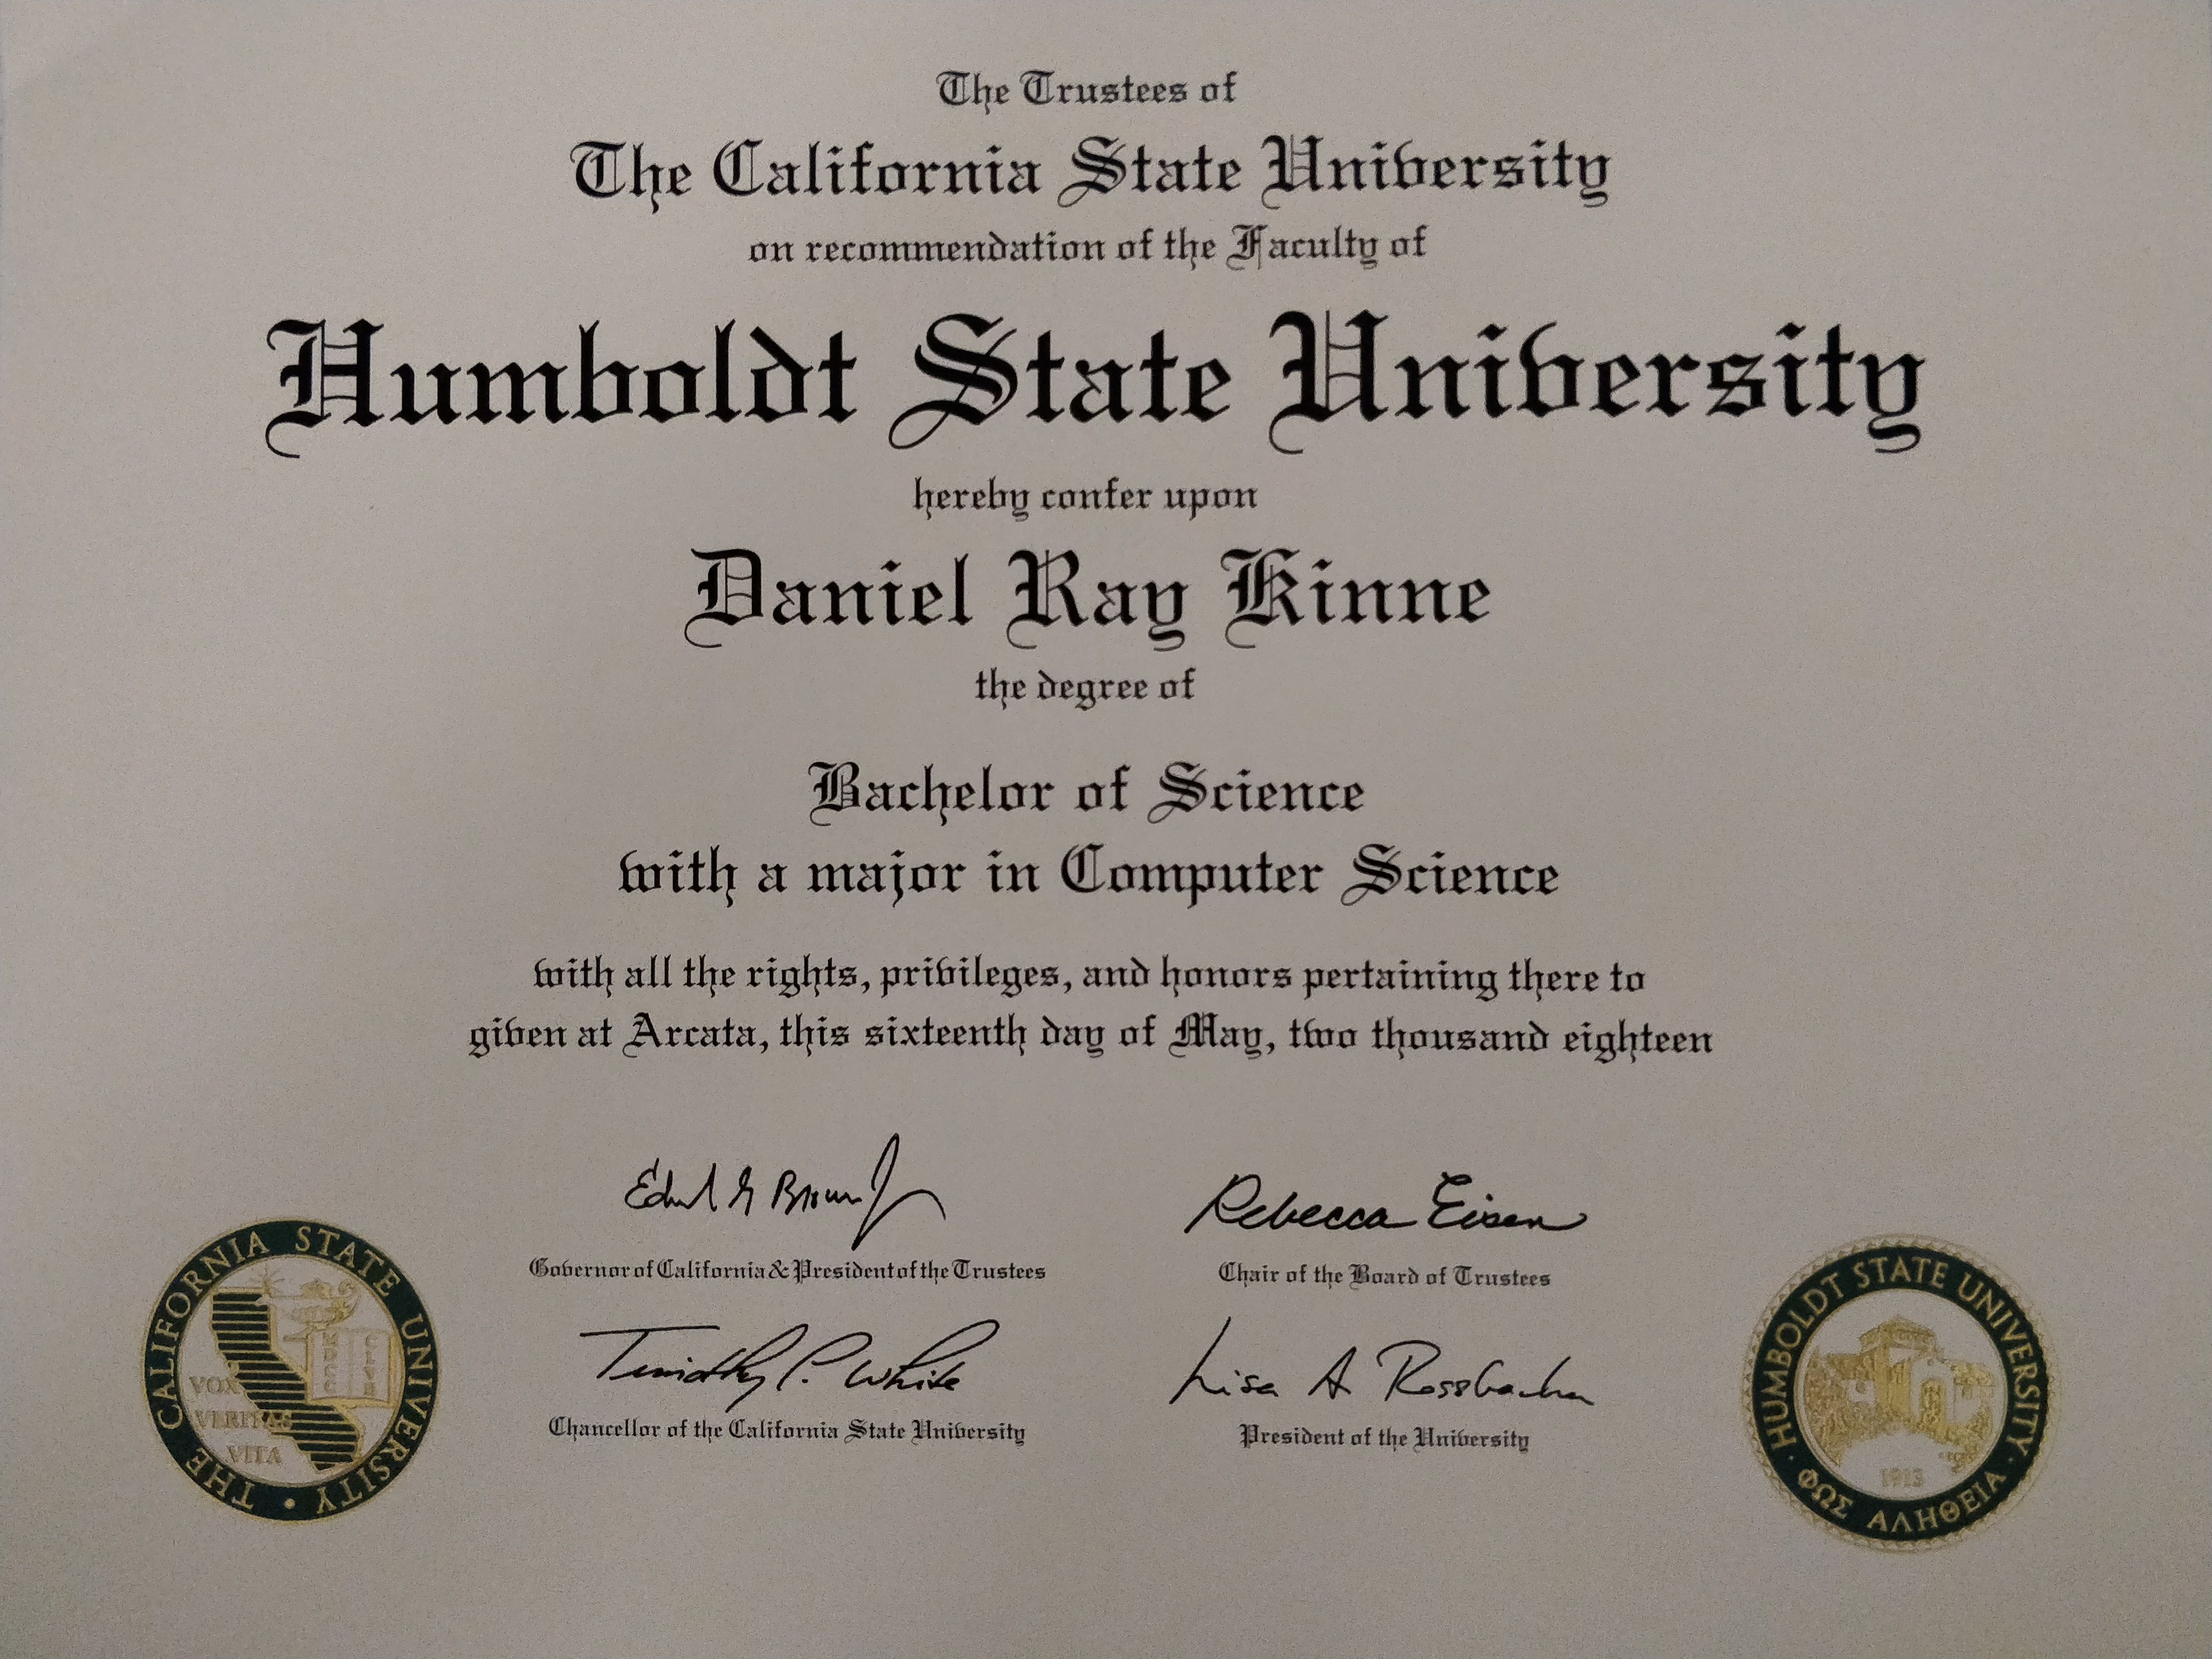 The Trustees of
The California State University
on recommendation of the Faculty of
Humboldt State University
hereby confer upon
Daniel Ray Kinne
the degree of
Bachelor of Science
with a major in Computer Science
with all the rights, privileges, and honors pertaining there to
given at Arcata, this sixteenth day of May, two thousand eighteen
Edmund G Brown Jr
Governor of California & President of the Trustees
Rebecca Eisen
Chair of the Board of Trustees
Timothy P. White
Chancellor of the California State University
Lisa A Rossbacher
President of the University
THE CALIFORNIA STATE UNIVERSITY
VOX
VERITAS
VITA
HUMBOLDT STATE UNIVERSITY
1913
ΦΩΣ ΑΛΗΘΕΙΑ